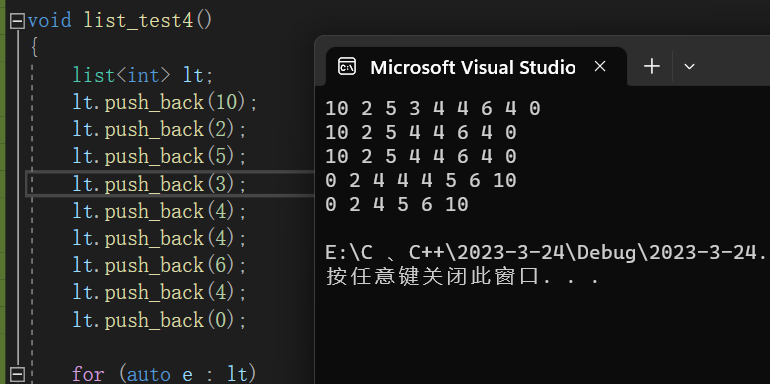 void list_test4()
{
list<int> lt;
lt.push_back(10);
lt.push_back(2);
lt.push_back(5);
lt.push_back(3);
lt.push_back(4);
lt.push_back(4);
lt.push_back(6);
lt.push_back(4);
lt.push_back(0);
for (auto e : lt)
Microsoft Visual Studio
10 2 5 3 4 4 6 4 0
10 2 5 4 4 6 4 0
10 2 5 4 4 6 4 0
0 2 4 4 4 5 6 10
0 2 4 5 6 10
E:\C 、C++\2023-3-24\Debug\2023-3-24.
按任意键关闭此窗口. . .